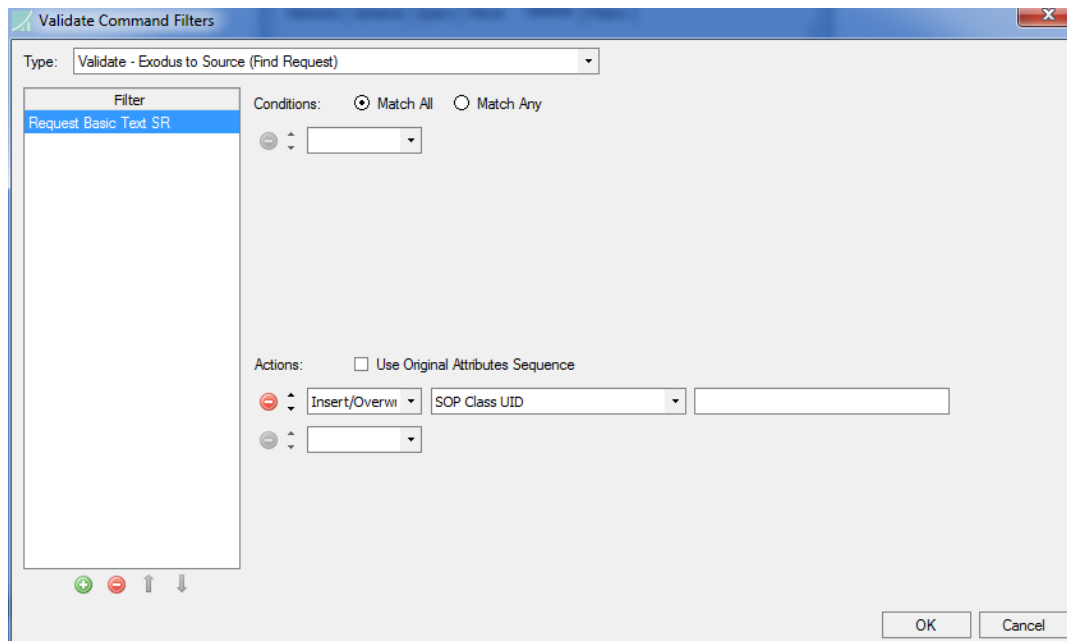 Validate Command Filters
Type: Validate - Exodus to Source (Find Request)
Filter
Request Basic Text SR
Conditions: Match All Match Any
Actions: Use Original Attributes Sequence
Insert/Overwr SOP Class UID
OK Cancel